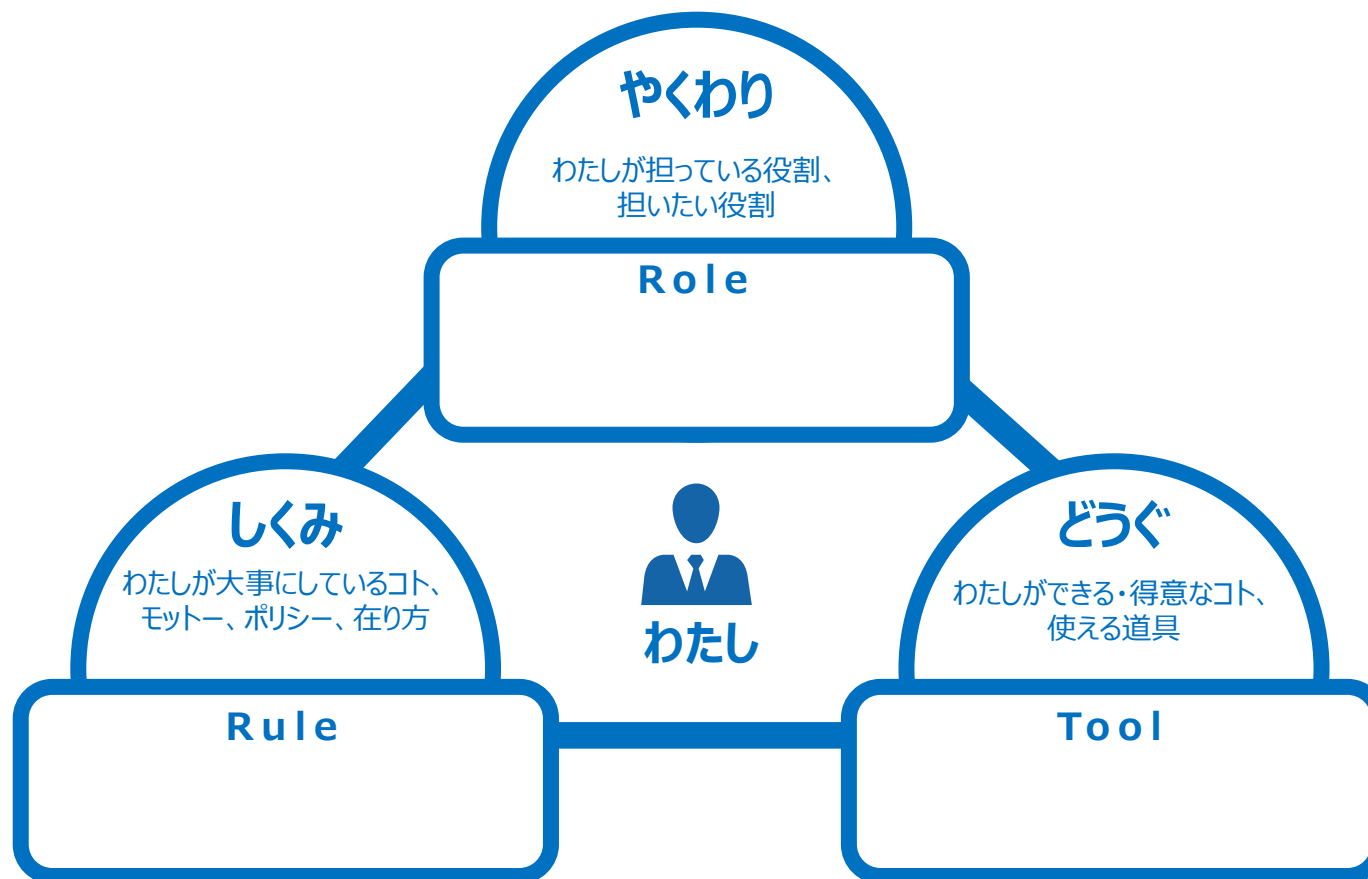 やくわり
わたしが担っている役割、
担いたい役割
Role
しくみ
わたしが大事にしているコト、
モットー、ポリシー、在り方
Rule
わたし
どうぐ
わたしができる・得意なコト、
使える道具
Tool